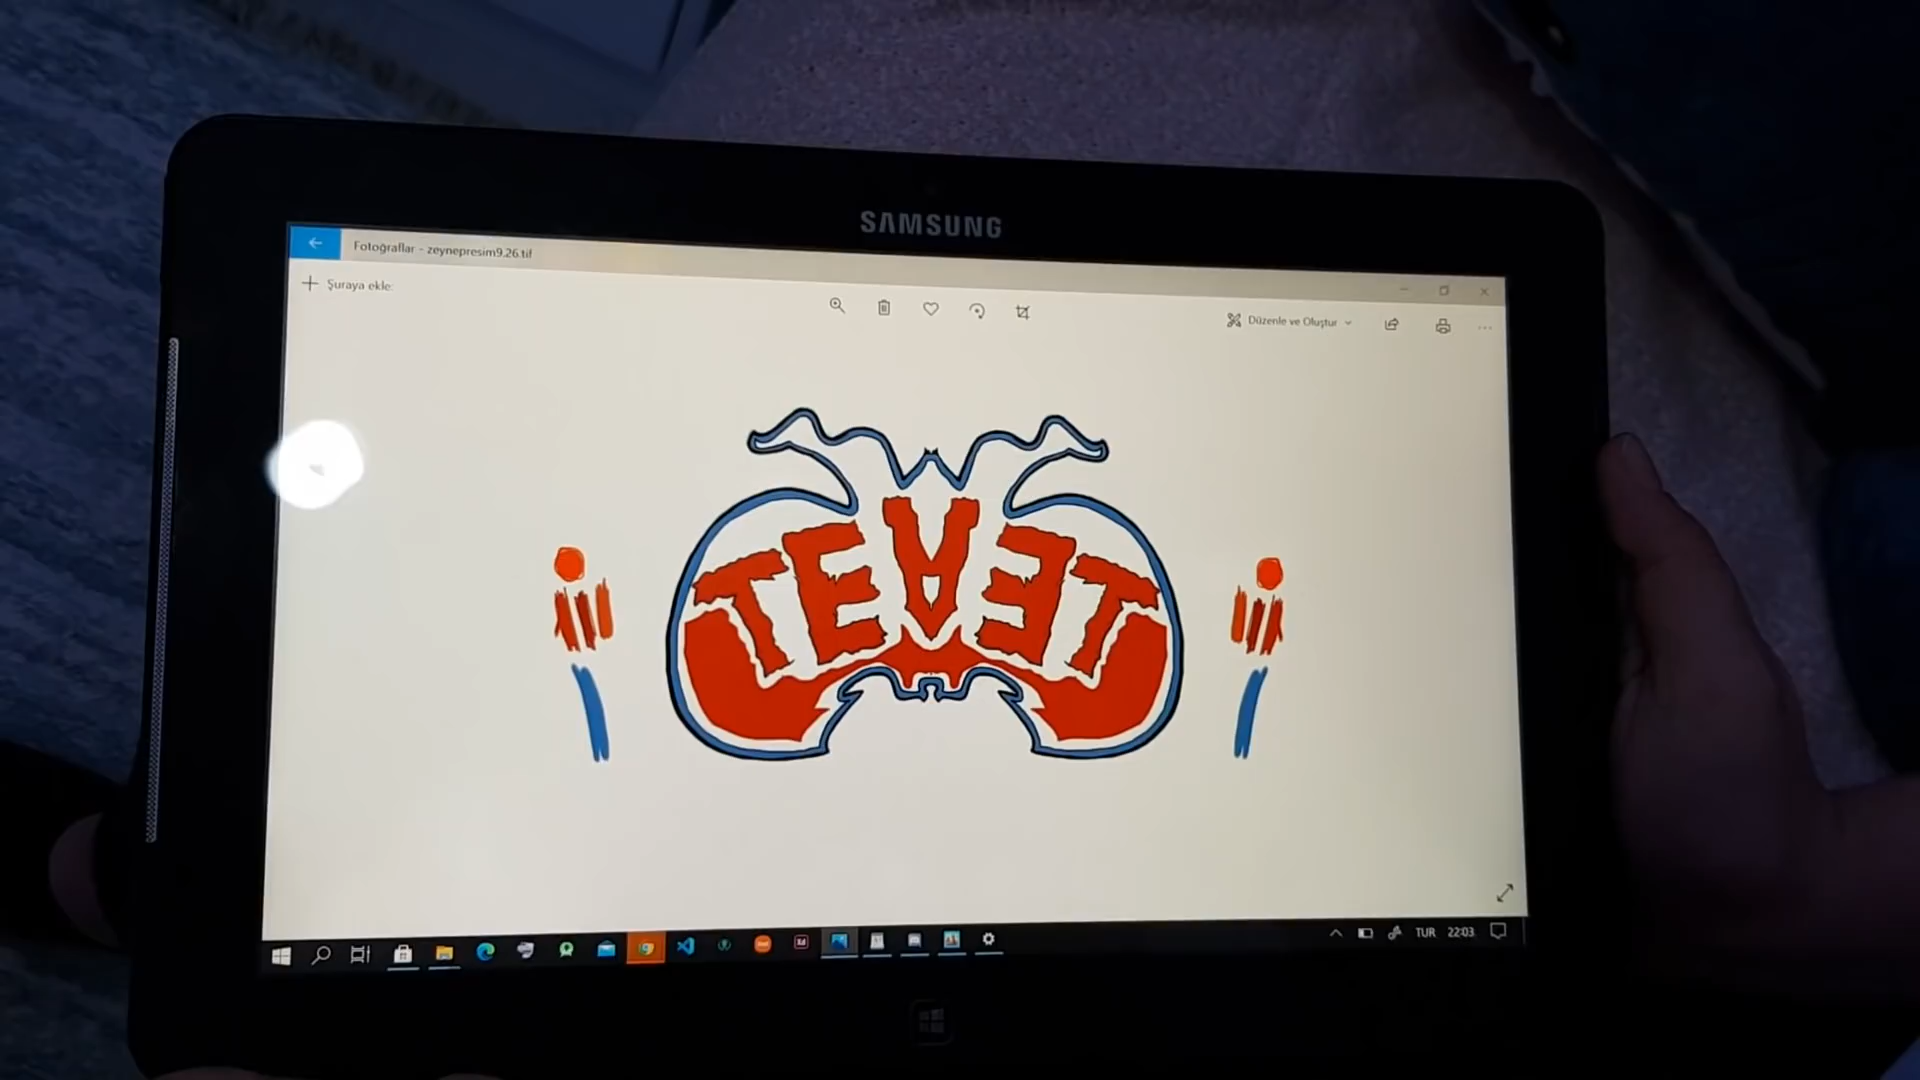 SAMSUNG
Fotoğraflar - zeynepresim9.26.tif
Şuraya ekle:
Düzenle ve Oluştur
TEVET
TUR 22:03